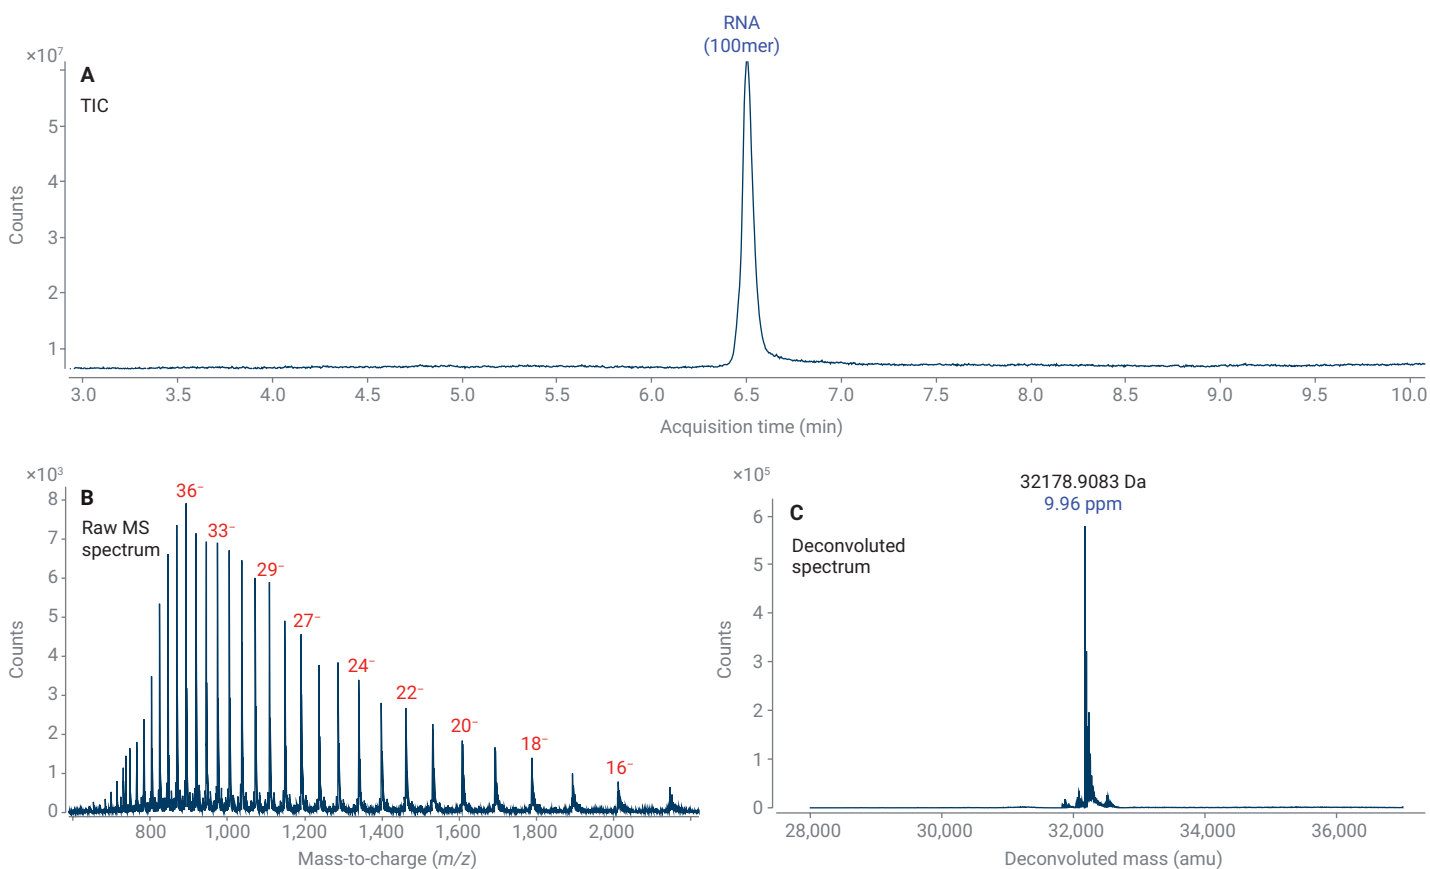 RNA
(100mer)
×10⁷
A
TIC
5
4
3
2
1
Counts
3.0 3.5 4.0 4.5 5.0 5.5 6.0 6.5 7.0 7.5 8.0 8.5 9.0 9.5 10.0
Acquisition time (min)
×10³
B
Raw MS
spectrum
36⁻
33⁻
29⁻
27⁻
24⁻
22⁻
20⁻
18⁻
16⁻
8
7
6
5
4
3
2
1
0
Counts
800 1,000 1,200 1,400 1,600 1,800 2,000
Mass-to-charge (m/z)
×10⁵
32178.9083 Da
9.96 ppm
C
Deconvoluted
spectrum
6
5
4
3
2
1
0
Counts
28,000 30,000 32,000 34,000 36,000
Deconvoluted mass (amu)